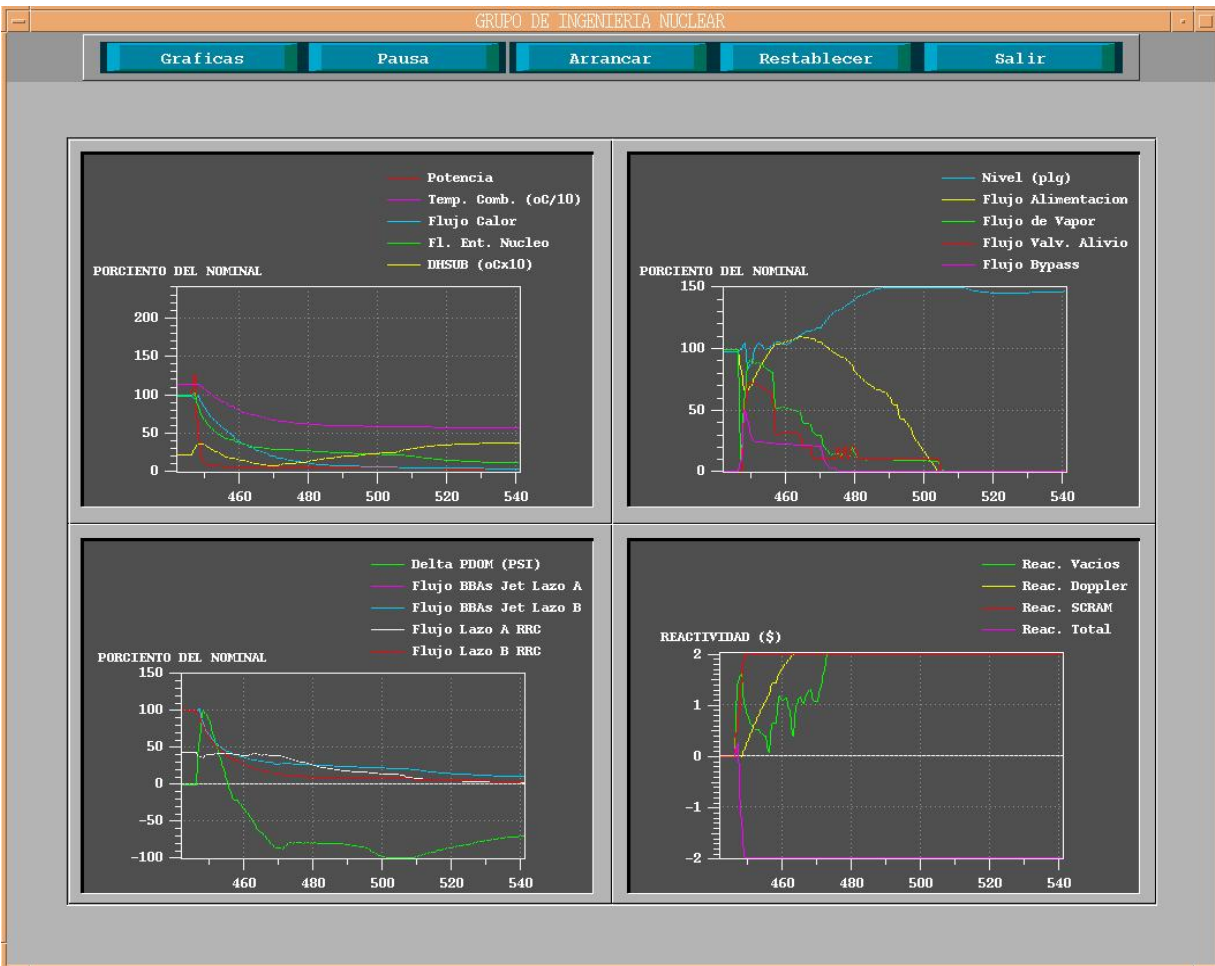 GRUPO DE INGENIERIA NUCLEAR
Graficas Pausa Arrancar Restablecer Salir
Potencia
Temp. Comb. (oC/10)
Flujo Calor
Fl. Ent. Nucleo
DHSUB (oCx10)
PORCIENTO DEL NOMINAL
200
150
100
50
0
460 480 500 520 540
Nivel (plg)
Flujo Alimentacion
Flujo de Vapor
Flujo Valv. Alivio
Flujo Bypass
PORCIENTO DEL NOMINAL
150
100
50
0
460 480 500 520 540
Delta PDOM (PSI)
Flujo BBAs Jet Lazo A
Flujo BBAs Jet Lazo B
Flujo Lazo A RRC
Flujo Lazo B RRC
PORCIENTO DEL NOMINAL
150
100
50
0
-50
-100
460 480 500 520 540
Reac. Vacios
Reac. Doppler
Reac. SCRAM
Reac. Total
REACTIVIDAD ($)
2
1
0
-1
-2
460 480 500 520 540